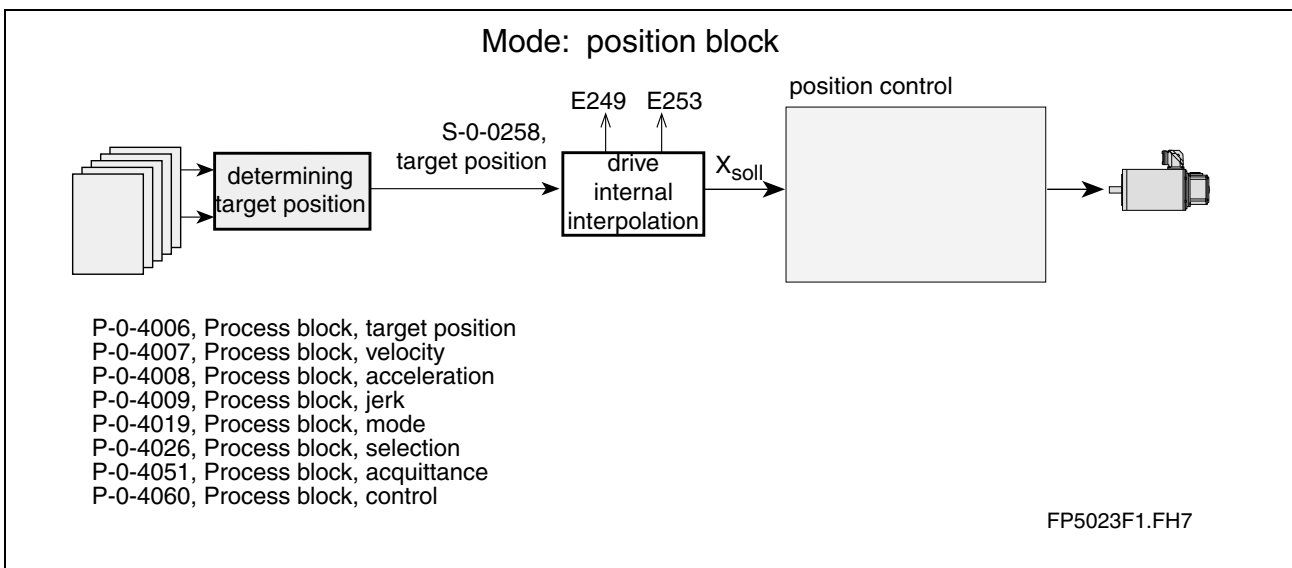 Mode: position block
position control
E249 E253
S-0-0258,
target position
determining
target position
drive
internal
interpolation
Xsoll
P-0-4006, Process block, target position
P-0-4007, Process block, velocity
P-0-4008, Process block, acceleration
P-0-4009, Process block, jerk
P-0-4019, Process block, mode
P-0-4026, Process block, selection
P-0-4051, Process block, acquittance
P-0-4060, Process block, control
FP5023F1.FH7